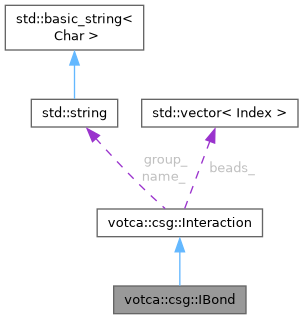 std::basic_string<
Char >
std::string
std::vector< Index >
group_
name_
beads_
votca::csg::Interaction
votca::csg::IBond